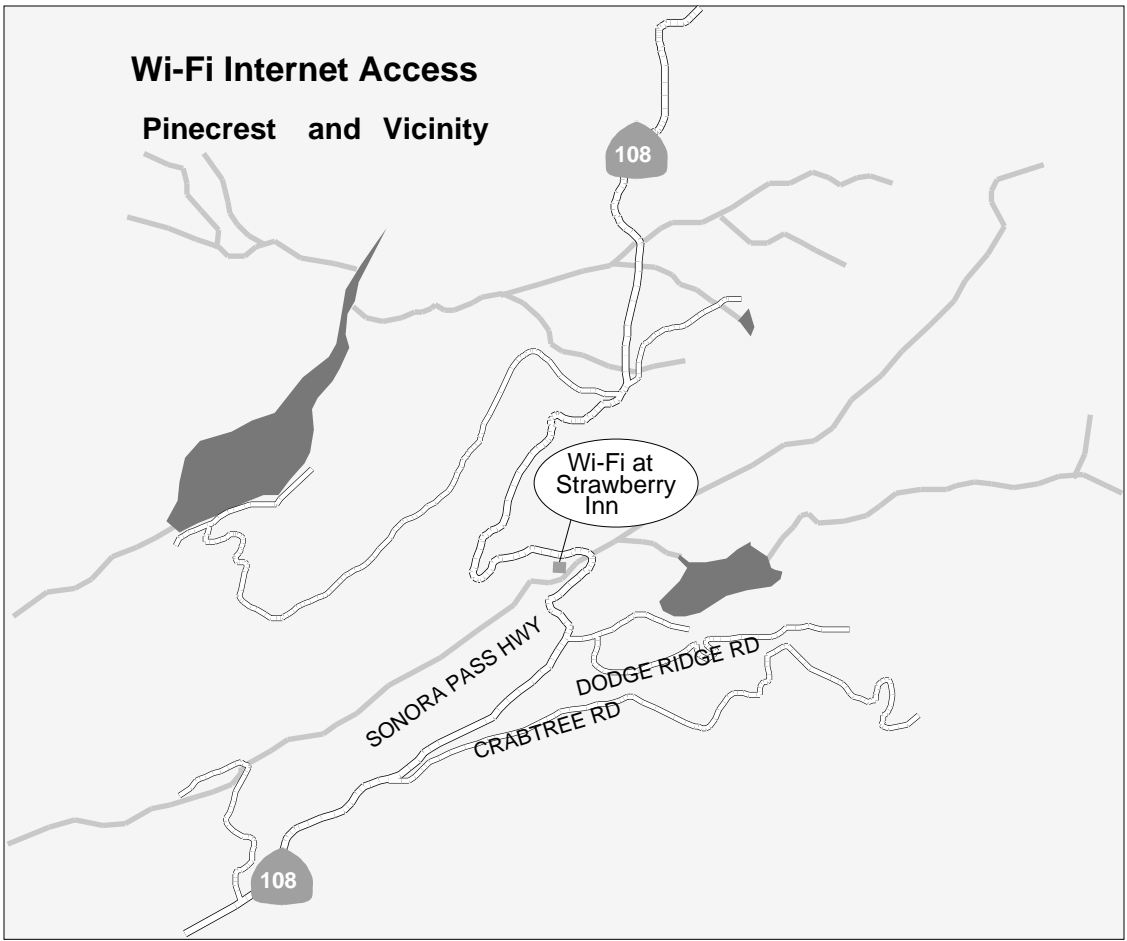 Wi-Fi Internet Access
Pinecrest and Vicinity
108
Wi-Fi at
Strawberry
Inn
SONORA PASS HWY
DODGE RIDGE RD
CRABTREE RD
108